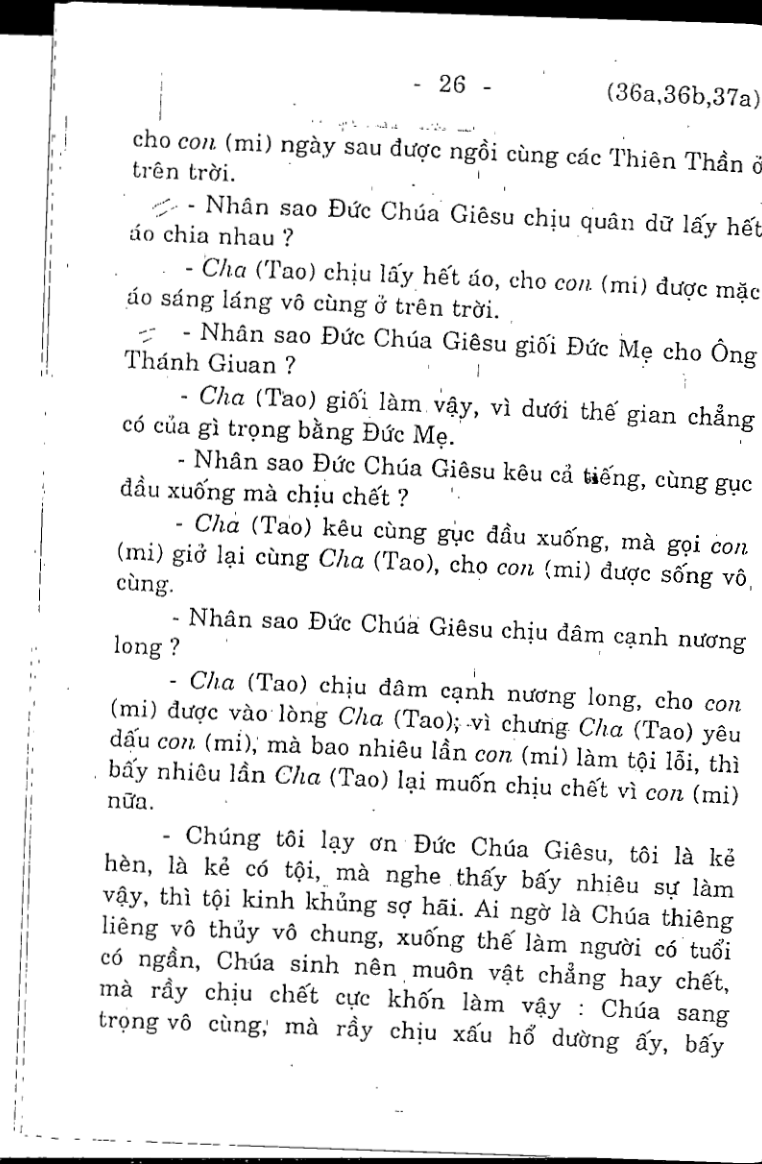 - 26 -
(36a,36b,37a)
cho con (mi) ngày sau được ngồi cùng các Thiên Thần ở
trên trời.
- Nhân sao Đức Chúa Giêsu chịu quân dữ lấy hết
áo chia nhau ?
- Cha (Tao) chịu lấy hết áo, cho con (mi) được mặc
áo sáng láng vô cùng ở trên trời.
- Nhân sao Đức Chúa Giêsu giối Đức Mẹ cho Ông
Thánh Giuan ?
- Cha (Tao) giối làm vậy, vì dưới thế gian chẳng
có của gì trọng bằng Đức Mẹ.
- Nhân sao Đức Chúa Giêsu kêu cả tiếng, cùng gục
đầu xuống mà chịu chết ?
- Cha (Tao) kêu cùng gục đầu xuống, mà gọi con
(mi) giở lại cùng Cha (Tao), cho con (mi) được sống vô
cùng.
- Nhân sao Đức Chúa Giêsu chịu đâm cạnh nương
long ?
- Cha (Tao) chịu đâm cạnh nương long, cho con
(mi) được vào lòng Cha (Tao); vì chưng Cha (Tao) yêu
dấu con (mi), mà bao nhiêu lần con (mi) làm tội lỗi, thì
bấy nhiêu lần Cha (Tao) lại muốn chịu chết vì con (mi)
nữa.
- Chúng tôi lạy ơn Đức Chúa Giêsu, tôi là kẻ
hèn, là kẻ có tội, mà nghe thấy bấy nhiêu sự làm
vậy, thì tội kinh khủng sợ hãi. Ai ngờ là Chúa thiêng
liêng vô thủy vô chung, xuống thế làm người có tuổi
có ngần, Chúa sinh nên muôn vật chẳng hay chết,
mà rầy chịu chết cực khốn làm vậy : Chúa sang
trọng vô cùng, mà rầy chịu xấu hổ dường ấy, bấy